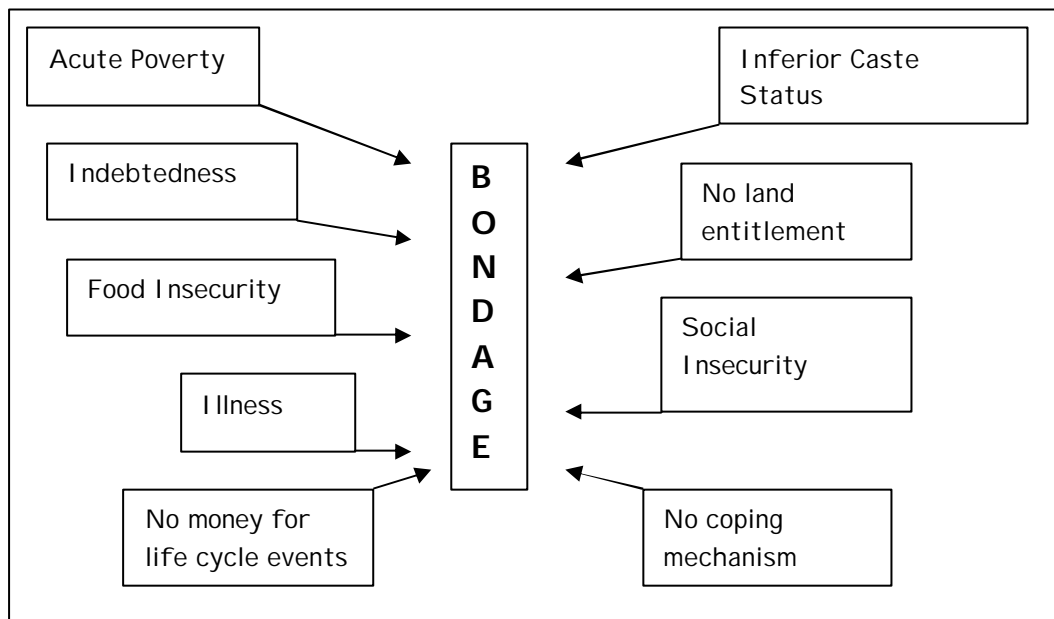 Acute Poverty
Indebtedness
Food Insecurity
Illness
No money for
life cycle events
B
O
N
D
A
G
E
Inferior Caste
Status
No land
entitlement
Social
Insecurity
No coping
mechanism